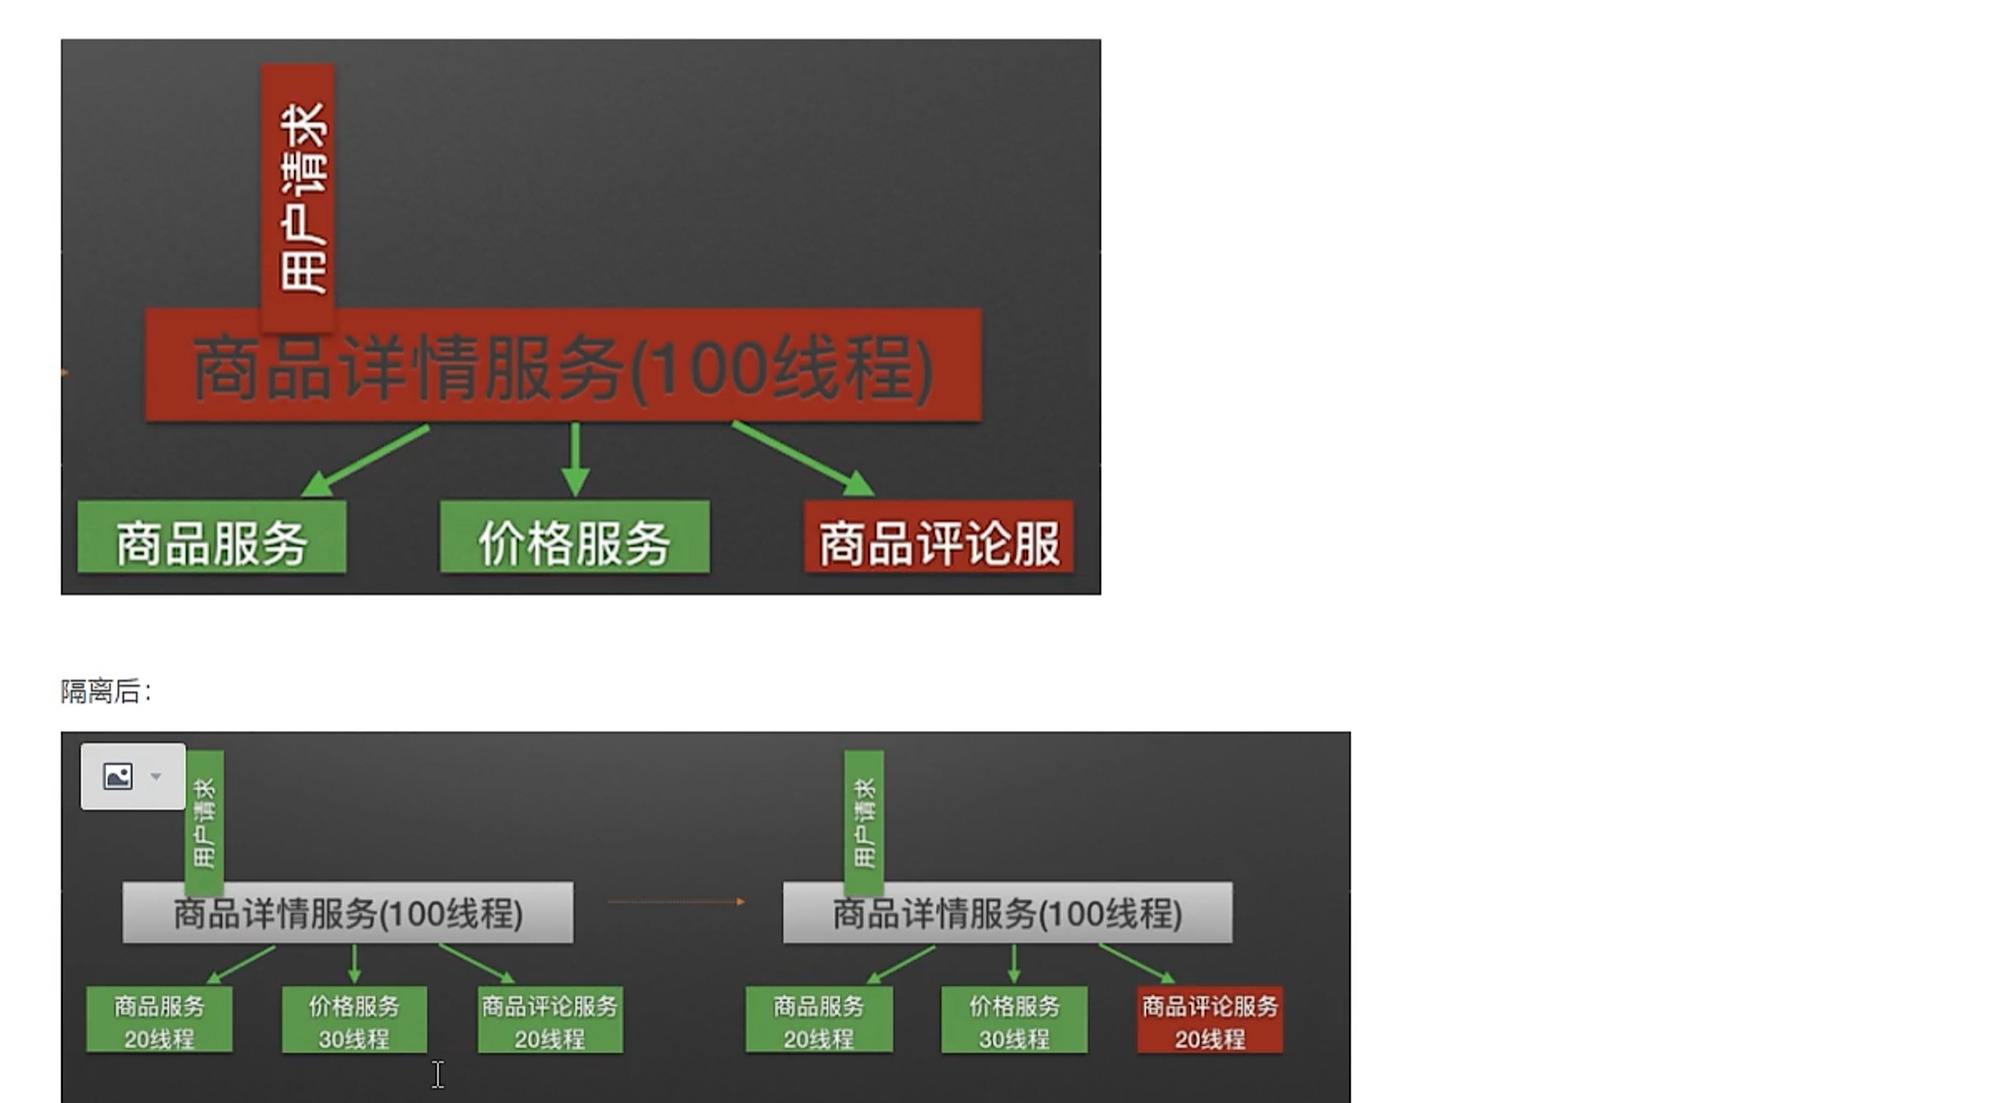 用户请求
商品详情服务(100线程)
商品服务
价格服务
商品评论服
隔离后：
用户请求
商品详情服务(100线程)
商品服务
20线程
价格服务
30线程
商品评论服务
20线程
用户请求
商品详情服务(100线程)
商品服务
20线程
价格服务
30线程
商品评论服务
20线程